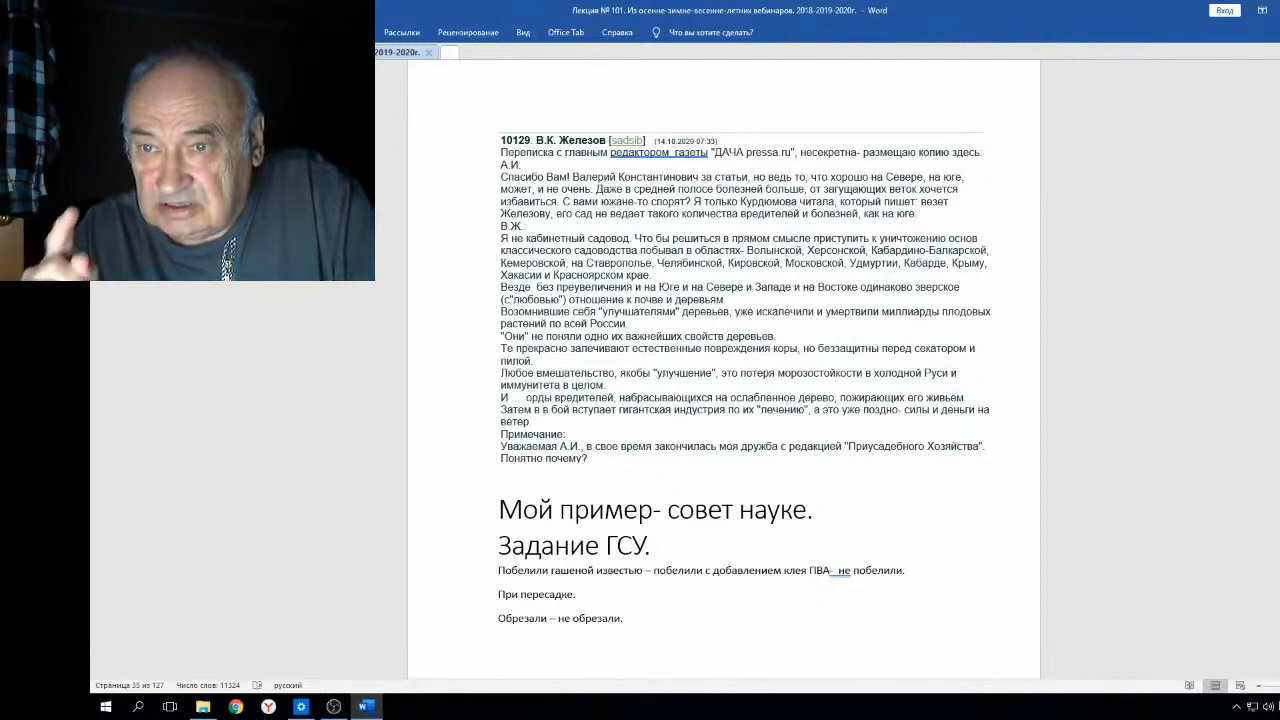 Лекция № 101. Из осенне-зимне-весенне-летних вебинаров. 2018-2019-2020г. - Word
Вход
Рассылки Рецензирование Вид Office Tab Справка Что вы хотите сделать?
2019-2020г.
10129. В.К. Железов [sadsib] (14.10.2020 07:33)
Переписка с главным редактором газеты "ДАЧА pressa.ru", несекретна- размещаю копию здесь:
А.И.
Спасибо Вам! Валерий Константинович за статьи, но ведь то, что хорошо на Севере, на юге,
может, и не очень. Даже в средней полосе болезней больше, от загущающих веток хочется
избавиться. С вами южане-то спорят? Я только Курдюмова читала, который пишет: везет
Железову, его сад не ведает такого количества вредителей и болезней, как на юге.
В.Ж.:
Я не кабинетный садовод. Что бы решиться в прямом смысле приступить к уничтожению основ
классического садоводства побывал в областях- Волынской, Херсонской, Кабардино-Балкарской,
Кемеровской, на Ставрополье, Челябинской, Кировской, Московской, Удмуртии, Кабарде, Крыму,
Хакасии и Красноярском крае.
Везде без преувеличения и на Юге и на Севере и Западе и на Востоке одинаково зверское
(с"любовью") отношение к почве и деревьям.
Возомнившие себя "улучшателями" деревьев, уже искалечили и умертвили миллиарды плодовых
растений по всей России.
"Они" не поняли одно их важнейших свойств деревьев.
Те прекрасно залечивают естественные повреждения коры, но беззащитны перед секатором и
пилой.
Любое вмешательство, якобы "улучшение", это потеря морозостойкости в холодной Руси и
иммунитета в целом.
И ... орды вредителей, набрасывающихся на ослабленное дерево, пожирающих его живьем.
Затем в в бой вступает гигантская индустрия по их "лечению", а это уже поздно- силы и деньги на
ветер.
Примечание:
Уважаемая А.И., в свое время закончилась моя дружба с редакцией "Приусадебного Хозяйства".
Понятно почему?
Мой пример- совет науке.
Задание ГСУ.
Побелили гашеной известью – побелили с добавлением клея ПВА- не побелили.
При пересадке.
Обрезали – не обрезали.
Страница 35 из 127 Число слов: 11324 русский